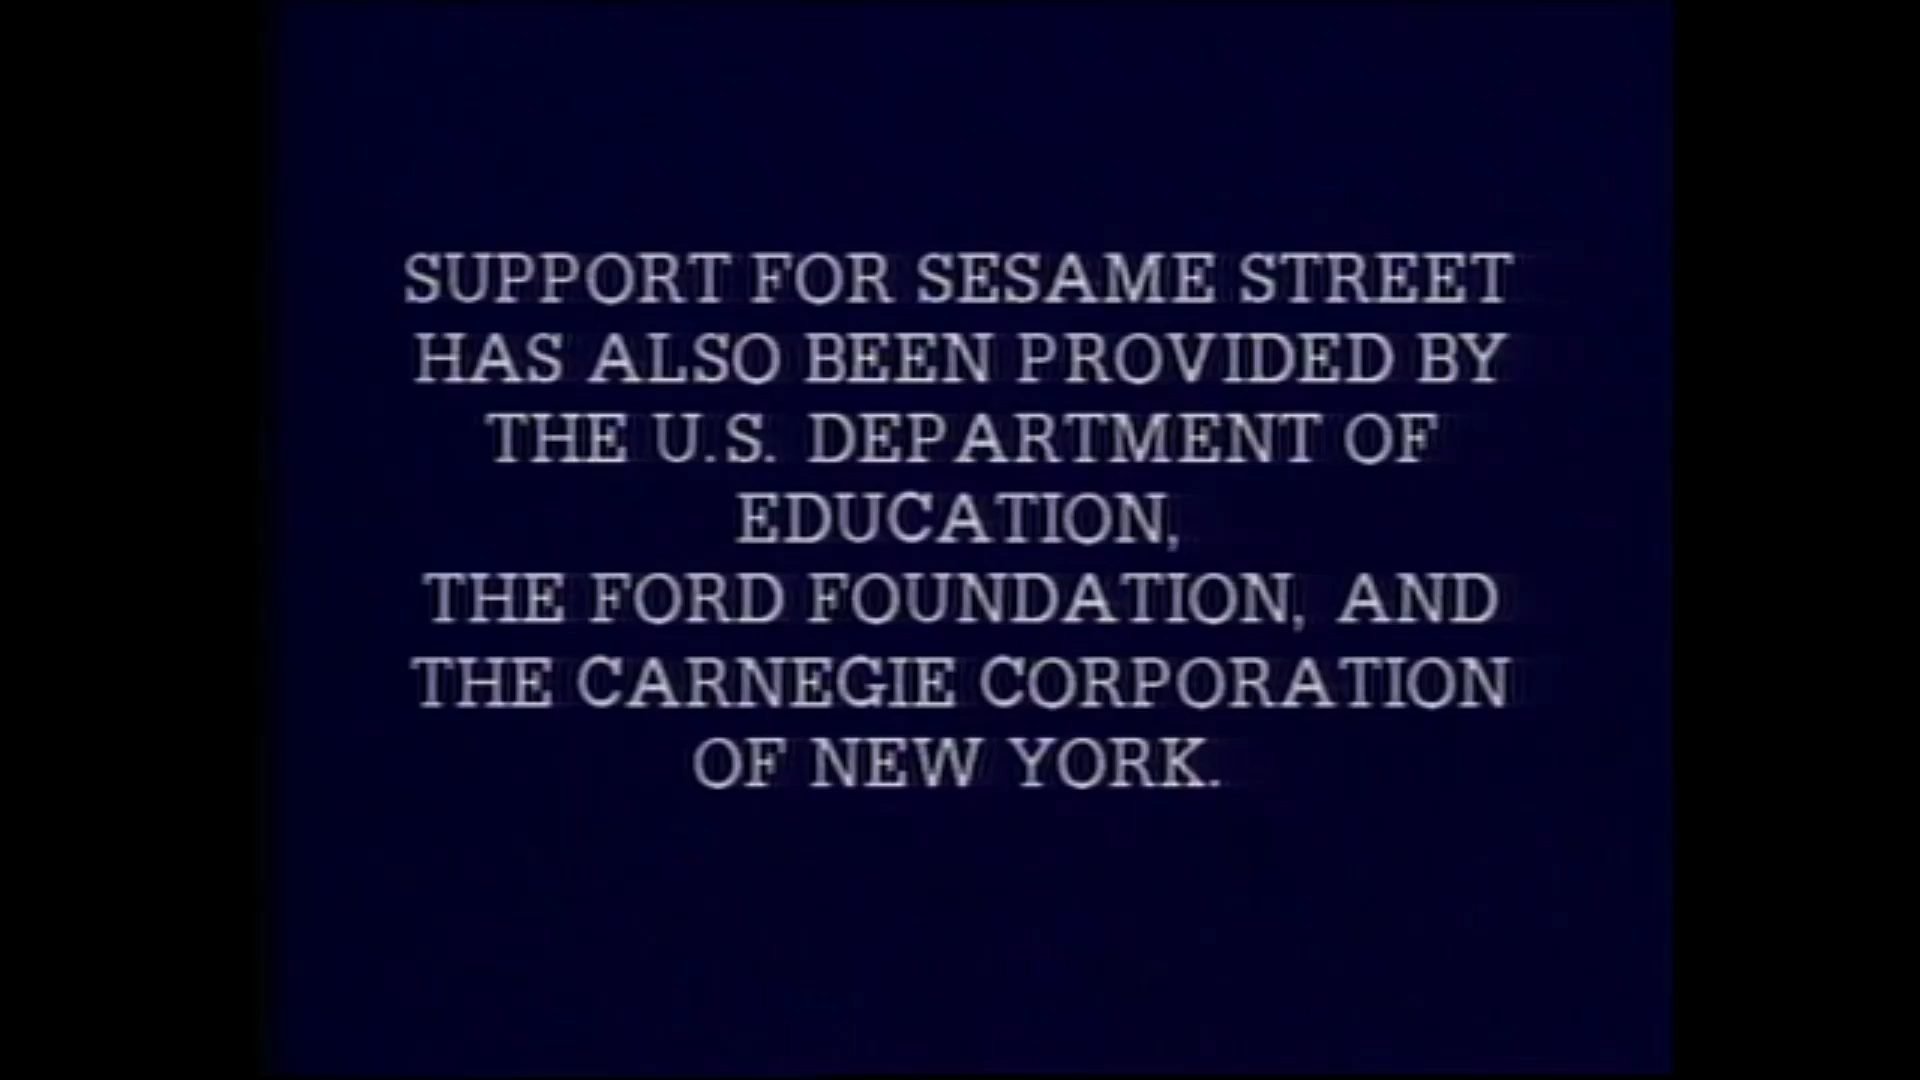 SUPPORT FOR SESAME STREET
HAS ALSO BEEN PROVIDED BY
THE U.S. DEPARTMENT OF
EDUCATION,
THE FORD FOUNDATION, AND
THE CARNEGIE CORPORATION
OF NEW YORK.